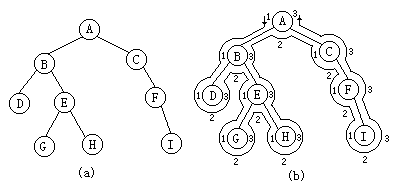 A
B C
D E F
G H I
(a)
1 A 3
2
1 B 3 1 C 3
2 2
1 D 3 1 E 3 1 F 3
2 2 2
1 G 3 1 H 3 1 I 3
2 2 2
(b)